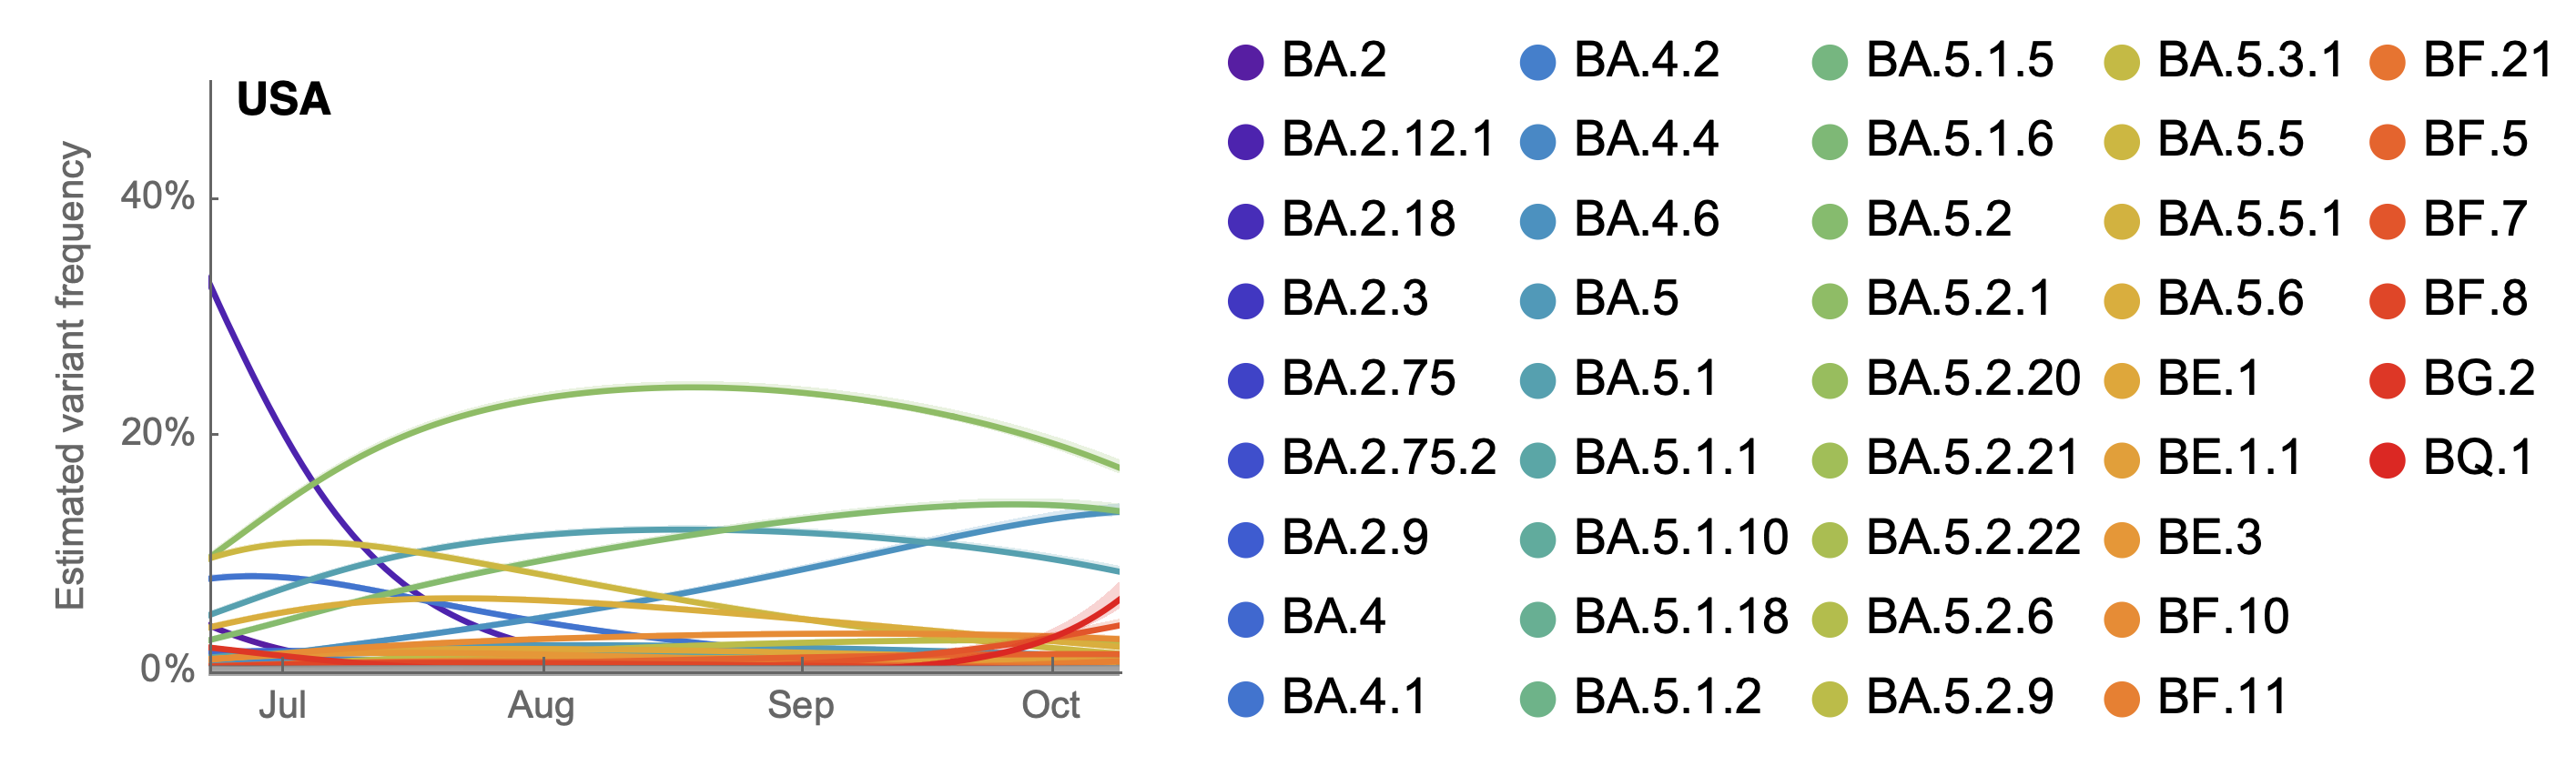 USA
Estimated variant frequency
40%
20%
0%
Jul Aug Sep Oct
BA.2
BA.2.12.1
BA.2.18
BA.2.3
BA.2.75
BA.2.75.2
BA.2.9
BA.4
BA.4.1
BA.4.2
BA.4.4
BA.4.6
BA.5
BA.5.1
BA.5.1.1
BA.5.1.10
BA.5.1.18
BA.5.1.2
BA.5.1.5
BA.5.1.6
BA.5.2
BA.5.2.1
BA.5.2.20
BA.5.2.21
BA.5.2.22
BA.5.2.6
BA.5.2.9
BA.5.3.1
BA.5.5
BA.5.5.1
BA.5.6
BE.1
BE.1.1
BE.3
BF.10
BF.11
BF.21
BF.5
BF.7
BF.8
BG.2
BQ.1